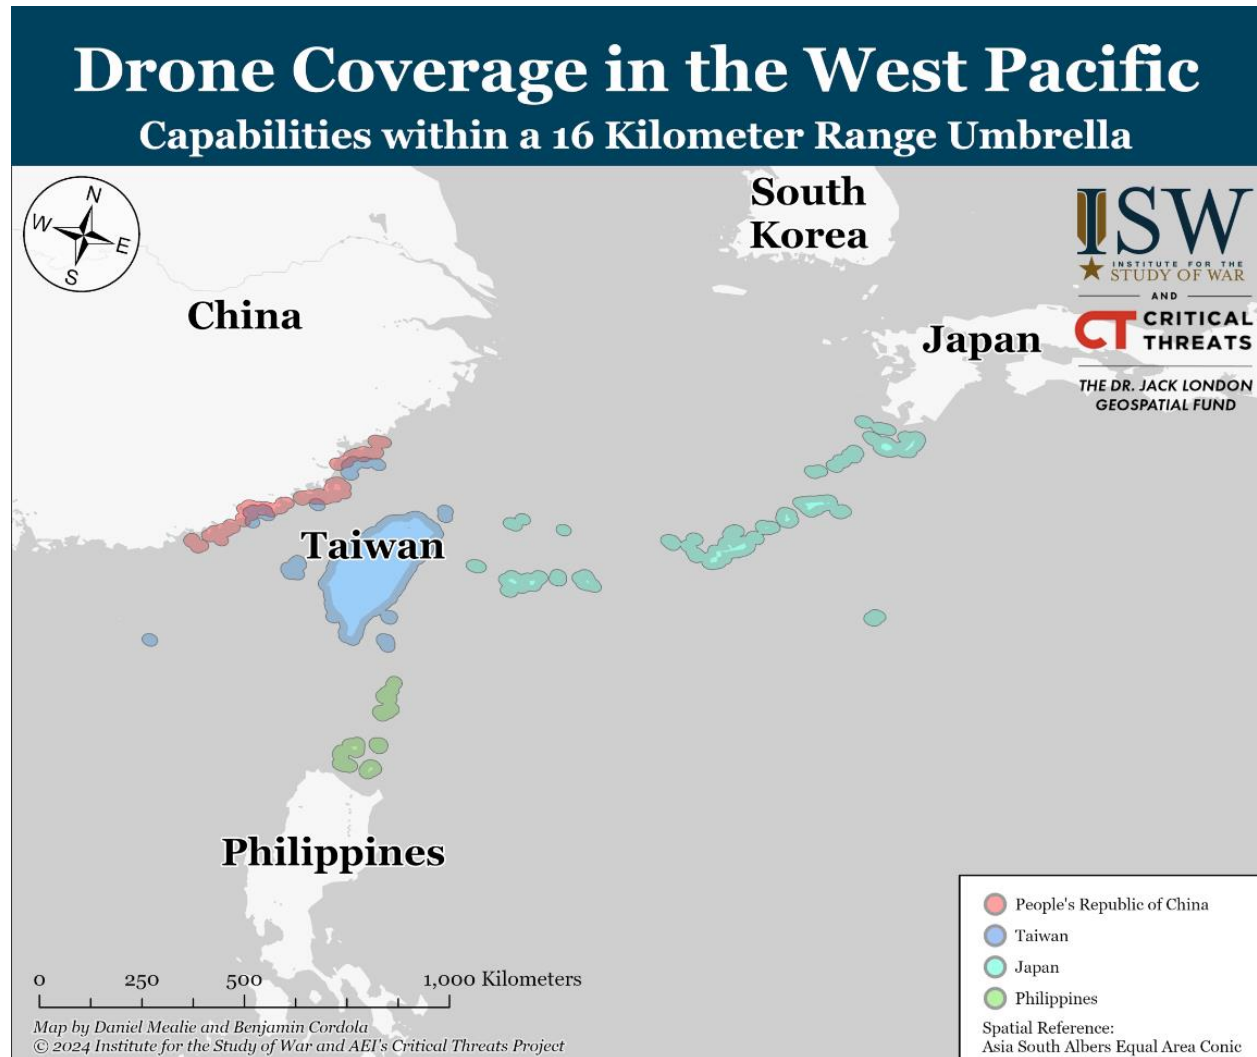 Drone Coverage in the West Pacific
Capabilities within a 16 Kilometer Range Umbrella
N
W
E
S
South
Korea
ISW
INSTITUTE FOR THE
STUDY OF WAR
AND
CT CRITICAL
THREATS
THE DR. JACK LONDON
GEOSPATIAL FUND
China
Japan
Taiwan
Philippines
People's Republic of China
Taiwan
Japan
Philippines
Spatial Reference:
Asia South Albers Equal Area Conic
0 250 500 1,000 Kilometers
Map by Daniel Mealie and Benjamin Cordola
© 2024 Institute for the Study of War and AEI's Critical Threats Project